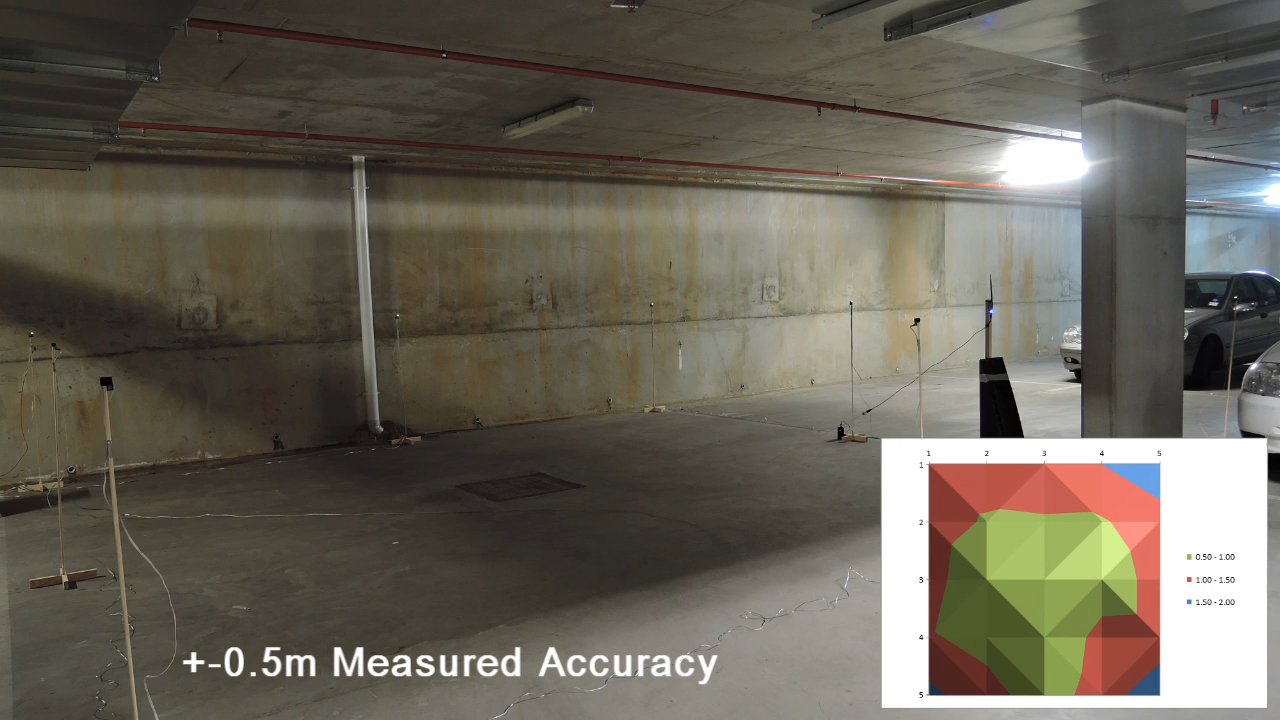 +-0.5m Measured Accuracy
1 2 3 4 5
1
2
3
4
5
0.50 - 1.00
1.00 - 1.50
1.50 - 2.00